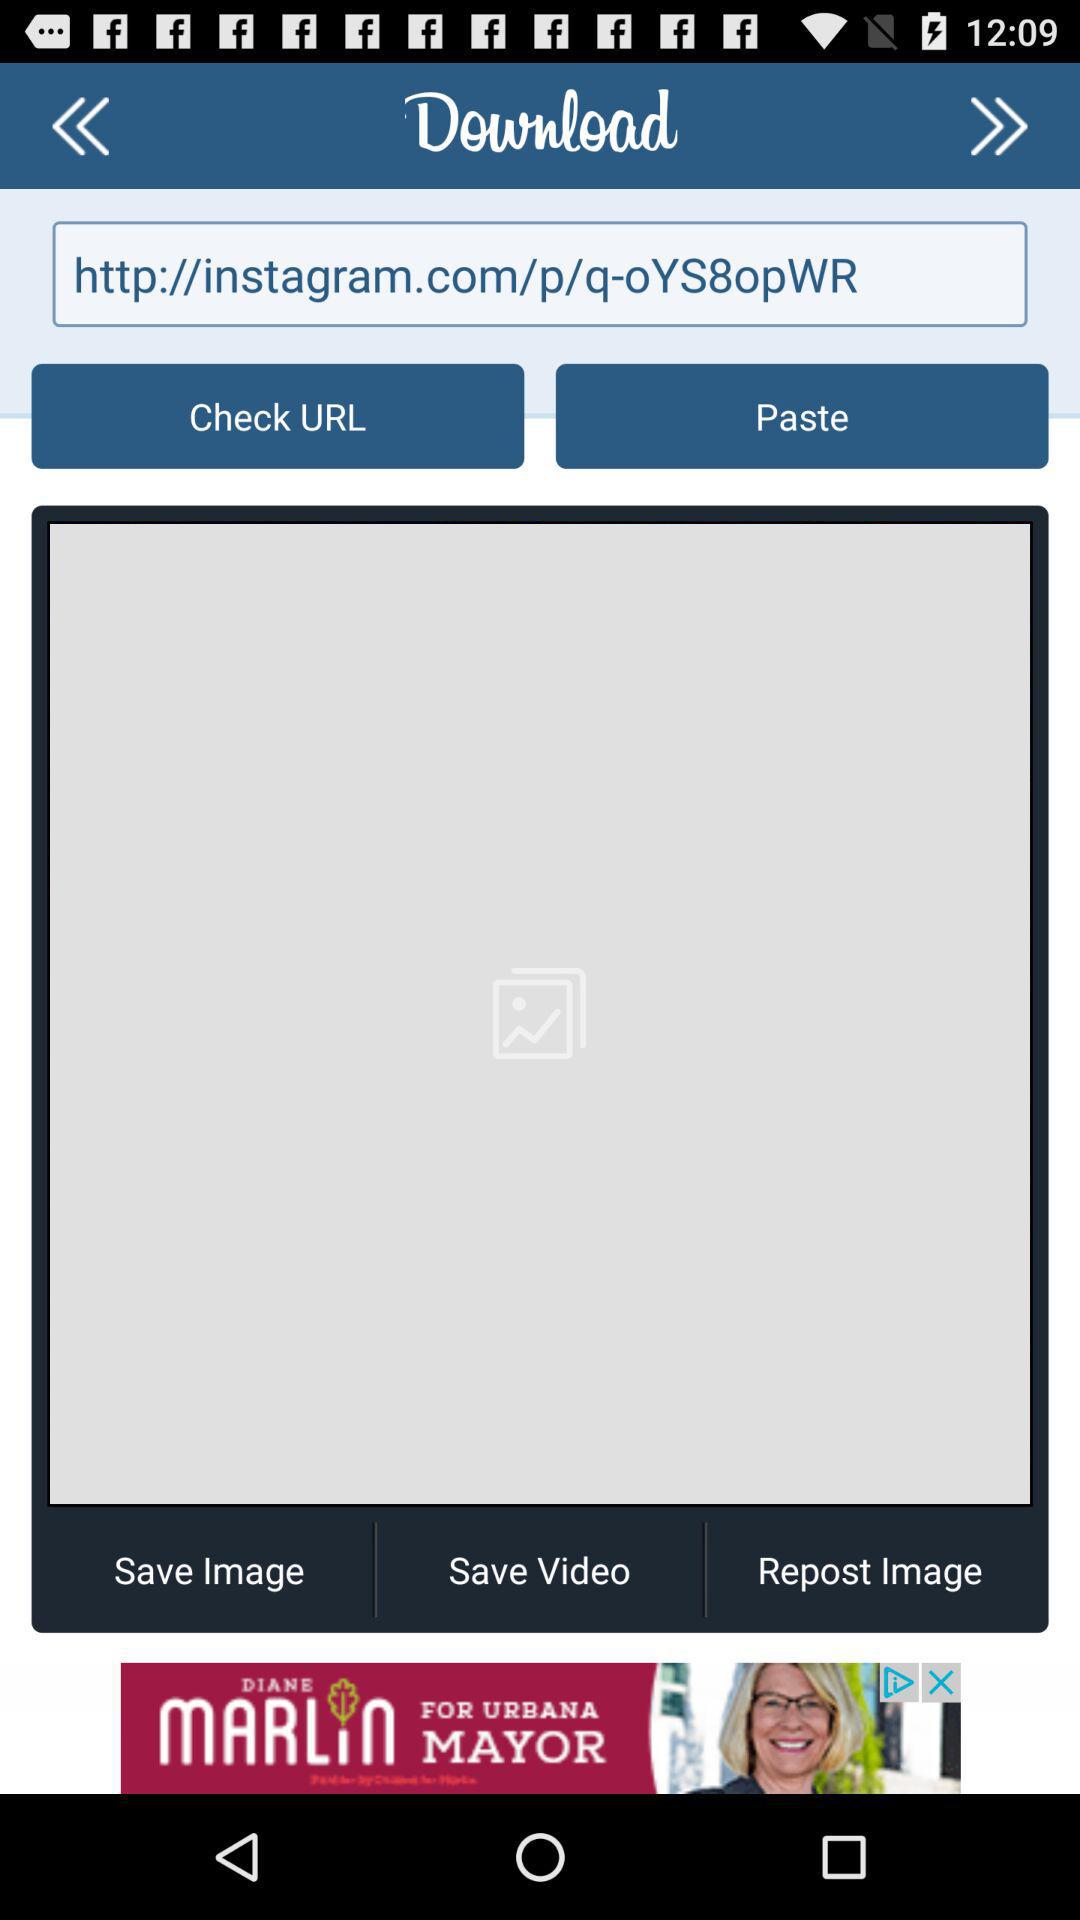 12:09
Download
http://instagram.com/p/q-oYS8opWR
Check URL
Paste
Save Image
Save Video
Repost Image
DIANE
MARLIN
FOR URBANA
MAYOR